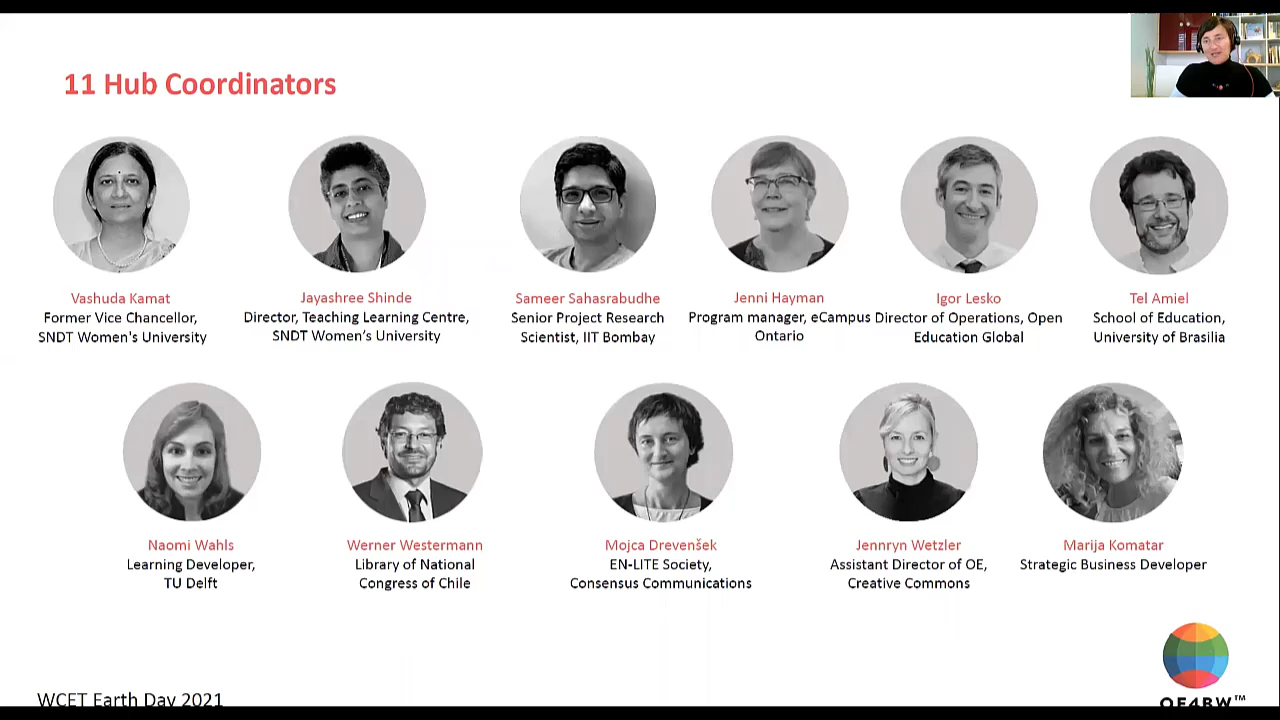 11 Hub Coordinators
Vashuda Kamat
Former Vice Chancellor,
SNDT Women's University
Jayashree Shinde
Director, Teaching Learning Centre,
SNDT Women’s University
Sameer Sahasrabudhe
Senior Project Research
Scientist, IIT Bombay
Jenni Hayman
Program manager, eCampus
Ontario
Igor Lesko
Director of Operations, Open
Education Global
Tel Amiel
School of Education,
University of Brasilia
Naomi Wahls
Learning Developer,
TU Delft
Werner Westermann
Library of National
Congress of Chile
Mojca Drevenšek
EN-LITE Society,
Consensus Communications
Jennryn Wetzler
Assistant Director of OE,
Creative Commons
Marija Komatar
Strategic Business Developer
WCET Earth Day 2021
OE4BW™